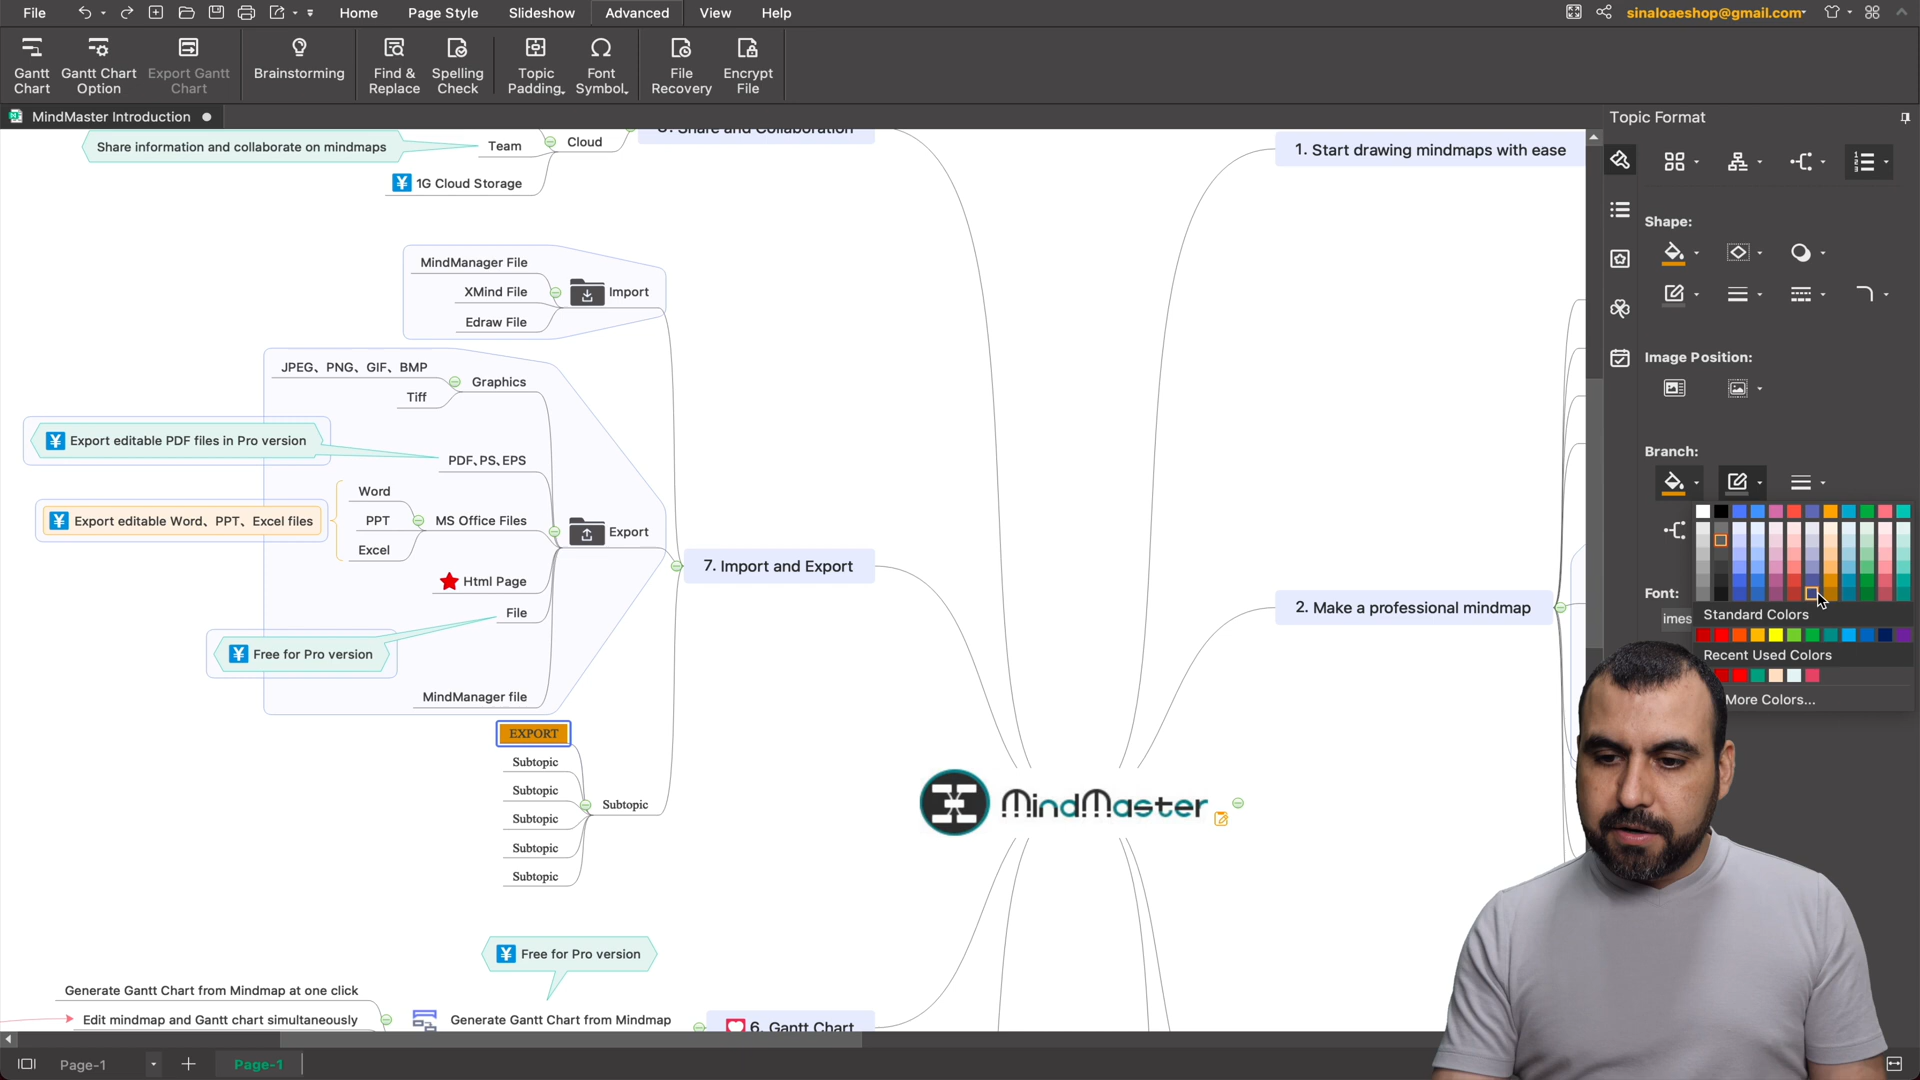 File
Home
Page Style
Slideshow
Advanced
View
Help
sinaloaeshop@gmail.com
Gantt Chart
Gantt Chart Option
Export Gantt Chart
Brainstorming
Find & Replace
Spelling Check
Topic Padding
Font Symbol
File Recovery
Encrypt File
MindMaster Introduction
Topic Format
Share and Collaboration
Share information and collaborate on mindmaps
Team
Cloud
1G Cloud Storage
1. Start drawing mindmaps with ease
Shape:
MindManager File
XMind File
Edraw File
Import
Image Position:
JPEG、PNG、GIF、BMP
Tiff
Graphics
Export editable PDF files in Pro version
PDF、PS、EPS
Branch:
Word
PPT
Excel
MS Office Files
Export editable Word、PPT、Excel files
Export
7. Import and Export
Html Page
File
Free for Pro version
MindManager file
2. Make a professional mindmap
Font:
imes
Standard Colors
Recent Used Colors
More Colors...
EXPORT
Subtopic
Subtopic
Subtopic
Subtopic
Subtopic
Subtopic
MindMaster
Free for Pro version
Generate Gantt Chart from Mindmap at one click
Edit mindmap and Gantt chart simultaneously
Generate Gantt Chart from Mindmap
6. Gantt Chart
Page-1
Page-1